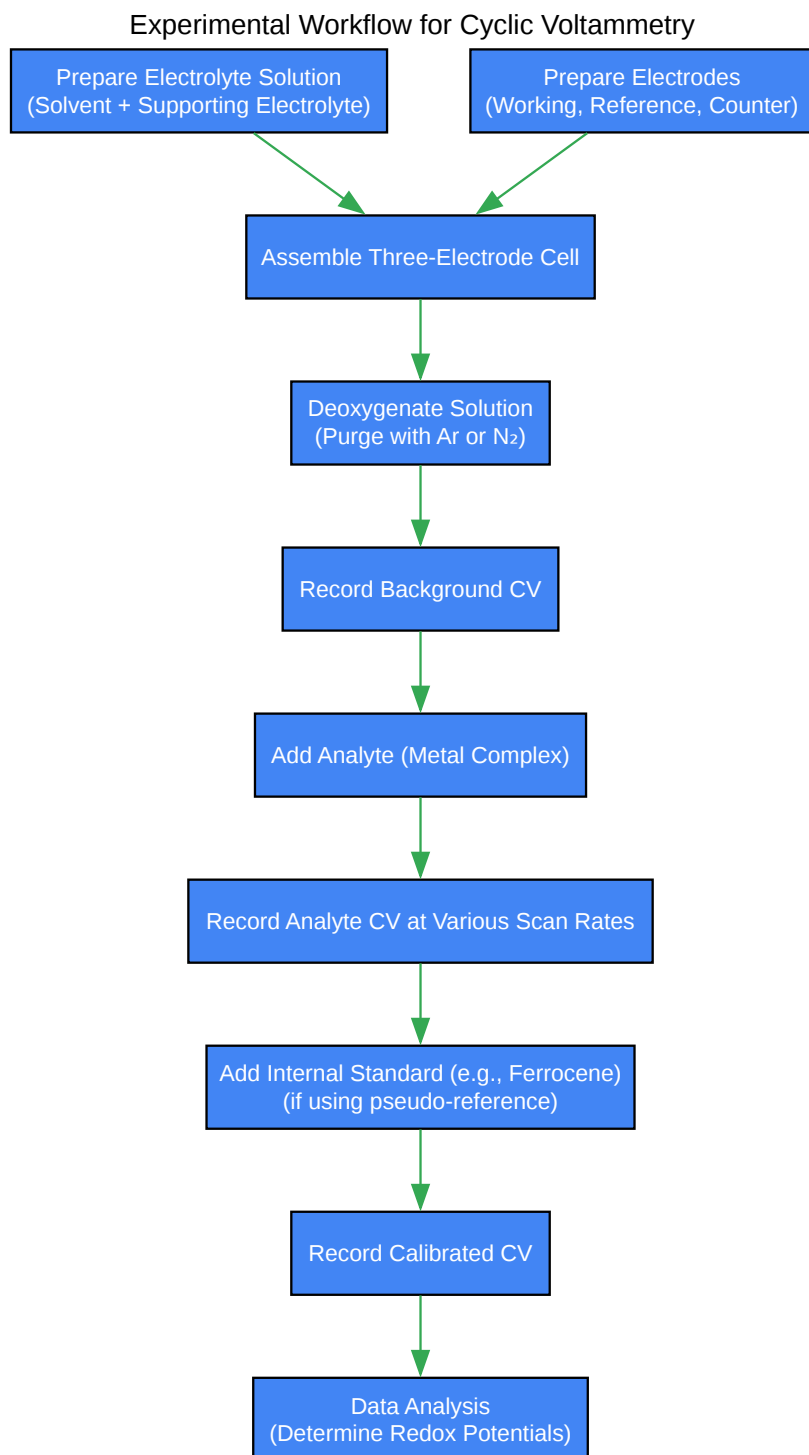 Experimental Workflow for Cyclic Voltammetry
Prepare Electrolyte Solution
(Solvent + Supporting Electrolyte)
Prepare Electrodes
(Working, Reference, Counter)
Assemble Three-Electrode Cell
Deoxygenate Solution
(Purge with Ar or N₂)
Record Background CV
Add Analyte (Metal Complex)
Record Analyte CV at Various Scan Rates
Add Internal Standard (e.g., Ferrocene)
(if using pseudo-reference)
Record Calibrated CV
Data Analysis
(Determine Redox Potentials)